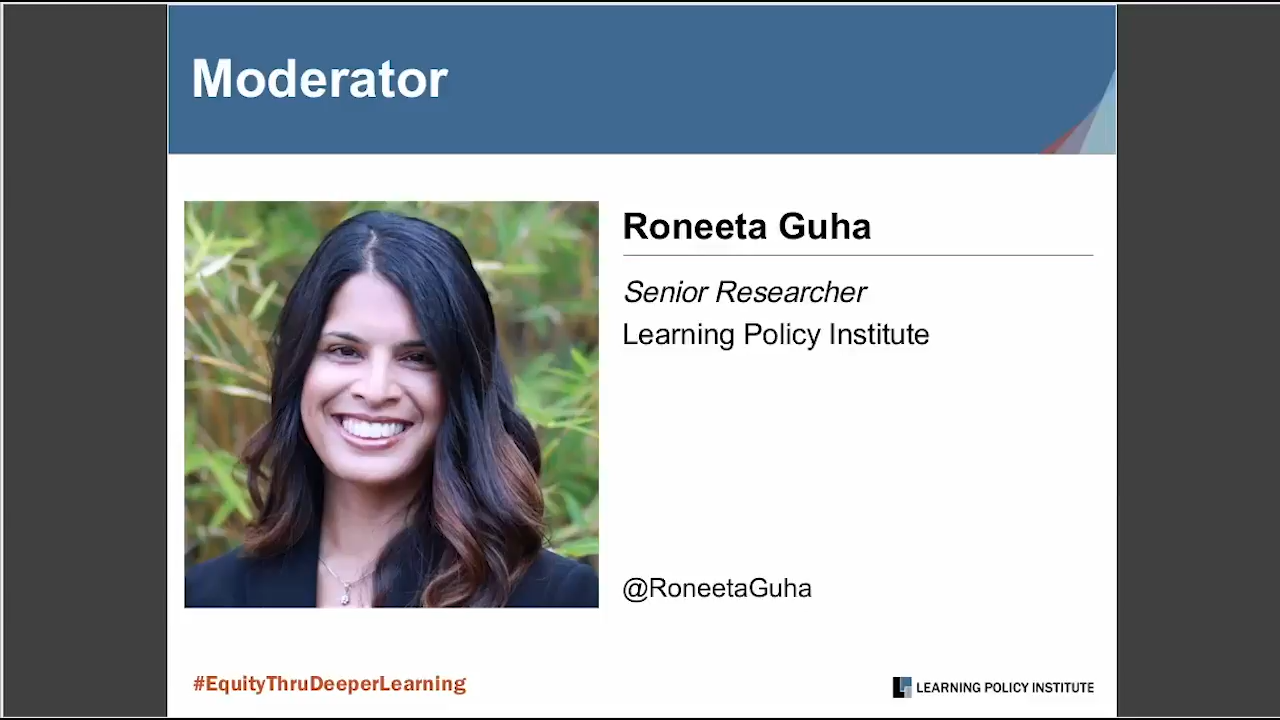 Moderator
Roneeta Guha
Senior Researcher
Learning Policy Institute
@RoneetaGuha
#EquityThruDeeperLearning
LEARNING POLICY INSTITUTE